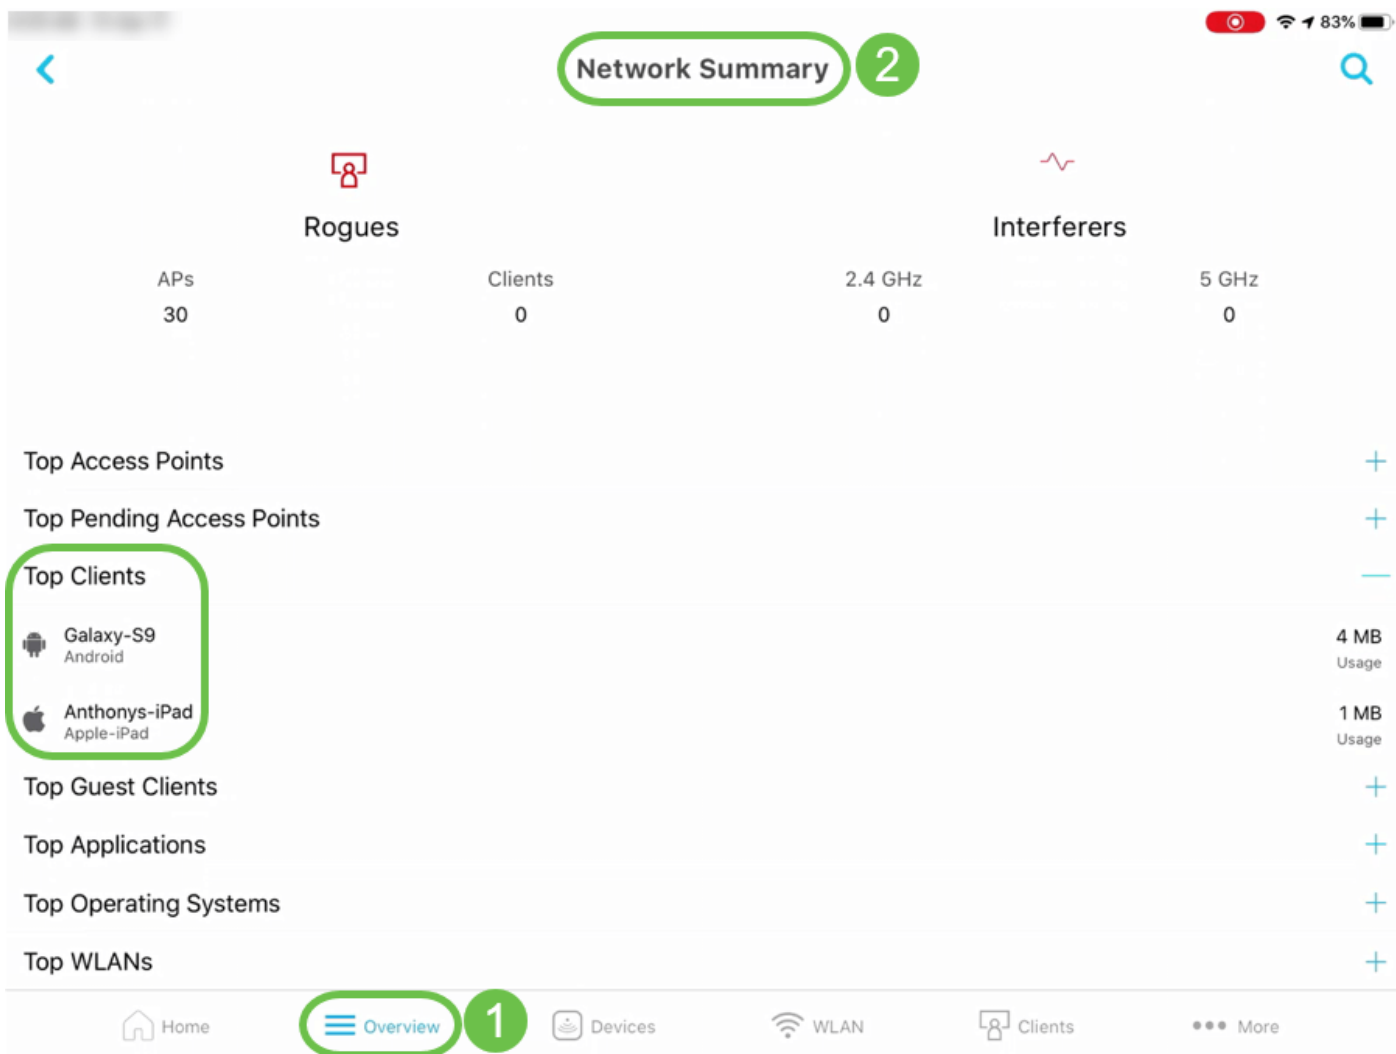 83%
Network Summary 2
Rogues Interferers
APs Clients 2.4 GHz 5 GHz
30 0 0 0
Top Access Points
Top Pending Access Points
Top Clients
Galaxy-S9 4 MB
Android Usage
Anthonys-iPad 1 MB
Apple-iPad Usage
Top Guest Clients
Top Applications
Top Operating Systems
Top WLANs
Home Overview 1 Devices WLAN Clients More